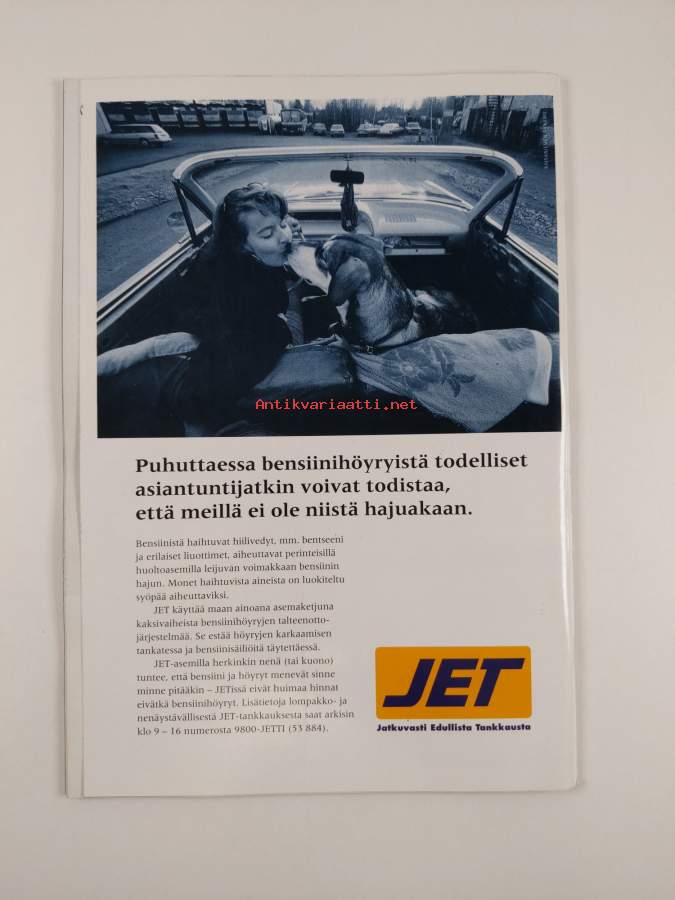 Antikvariaatti.net
Puhuttaessa bensiinihöyryistä todelliset
asiantuntijatkin voivat todistaa,
että meillä ei ole niistä hajuakaan.
Bensiinistä haihtuvat hiilivedyt, mm. bentseeni
ja erilaiset liuottimet, aiheuttavat perinteisillä
huoltoasemilla leijuvan voimakkaan bensiinin
hajun. Monet haihtuvista aineista on luokiteltu
syöpää aiheuttaviksi.
JET käyttää maan ainoana asemaketjuna
kaksivaiheista bensiinihöyryjen talteenotto-
järjestelmää. Se estää höyryjen karkaamisen
tankatessa ja bensiinisäiliöitä täytettäessä.
JET-asemilla herkinkin nenä (tai kuono)
tuntee, että bensiini ja höyryt menevät sinne
minne pitääkin – JETissä eivät huimaa hinnat
eivätkä bensiinihöyryt. Lisätietoja lompakko- ja
nenäystävällisestä JET-tankkauksesta saat arkisin
klo 9 – 16 numerosta 9800-JETTI (53 884).
JET
Jatkuvasti Edullista Tankkausta